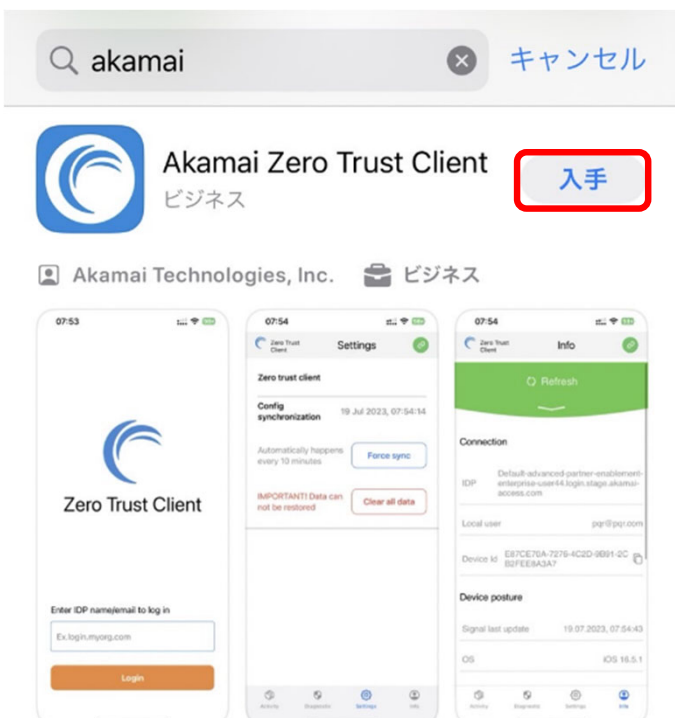 akamai
キャンセル
Akamai Zero Trust Client
ビジネス
入手
Akamai Technologies, Inc.
ビジネス
07:53
Zero Trust Client
Enter IDP name/email to log in
Ex.login.myorg.com
Login
07:54
Zero Trust
Client
Settings
Zero trust client
Config
synchronization
19 Jul 2023, 07:54:14
Automatically happens
every 10 minutes
Force sync
IMPORTANT! Data can
not be restored
Clear all data
Activity
Diagnostic
Settings
Info
07:54
Zero Trust
Client
Info
Refresh
Connection
IDP
Default-advanced-partner-enablement-
enterprise-user44.login.stage.akamai-
access.com
Local user
pqr@pqr.com
Device Id
E87CE70A-7276-4C2D-9B91-2C
B2FEE8A3A7
Device posture
Signal last update
19.07.2023, 07:54:43
OS
iOS 16.5.1
Activity
Diagnostic
Settings
Info